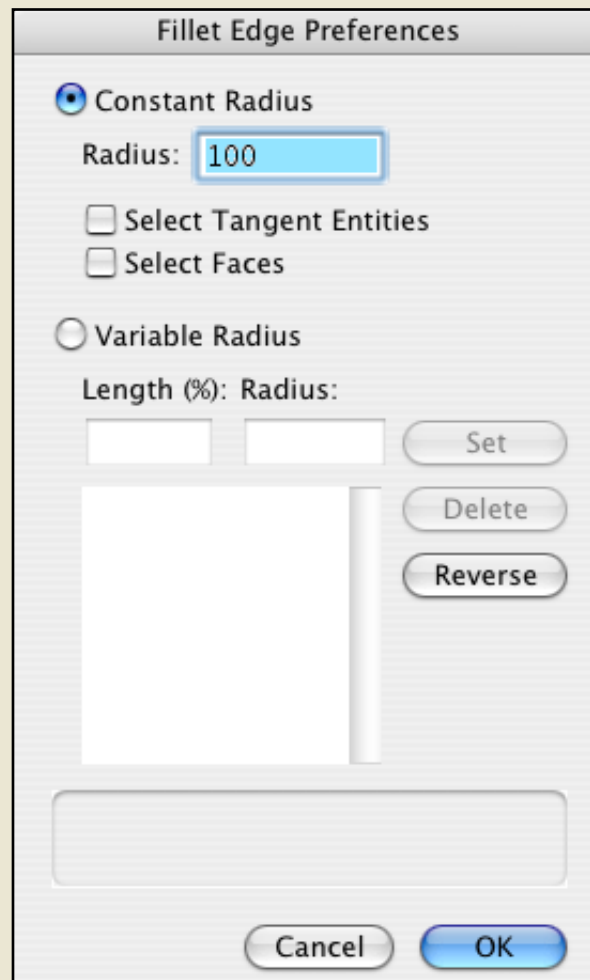 Fillet Edge Preferences
Constant Radius
Radius: 100
Select Tangent Entities
Select Faces
Variable Radius
Length (%): Radius:
Set
Delete
Reverse
Cancel OK